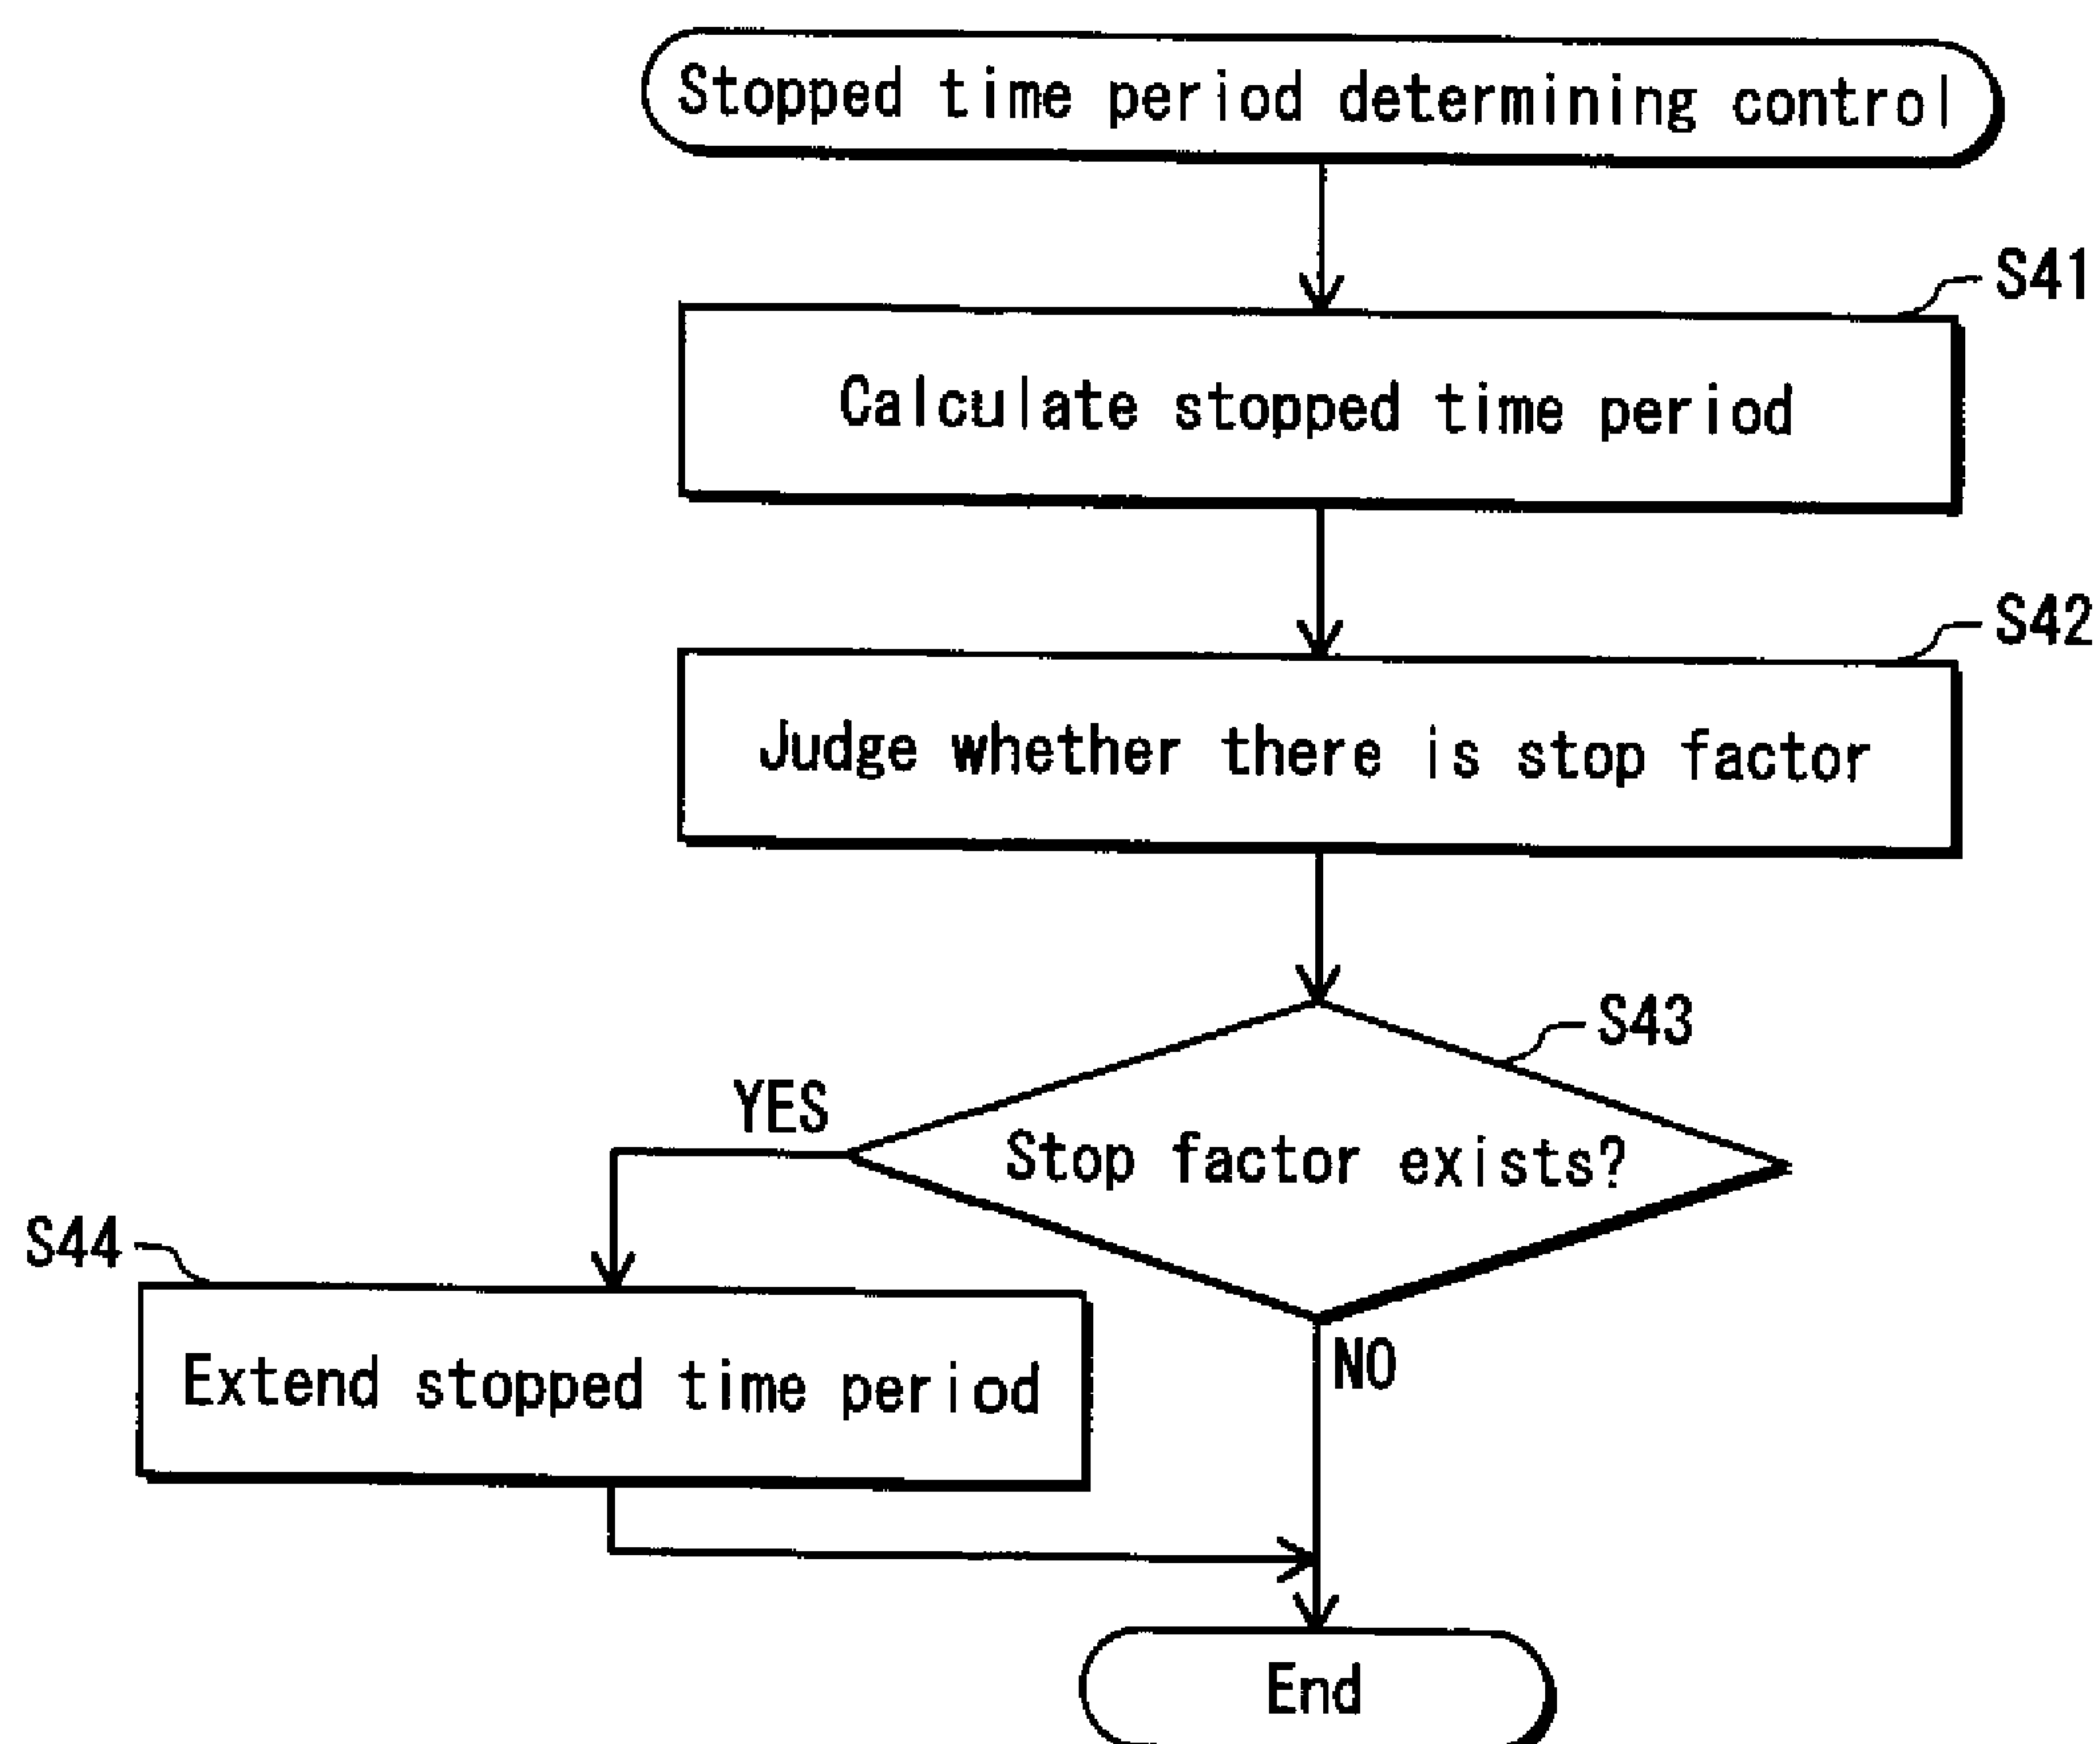 Stopped time period determining control
S41
Calculate stopped time period
S42
Judge whether there is stop factor
S43
YES
Stop factor exists?
S44
NO
Extend stopped time period
End